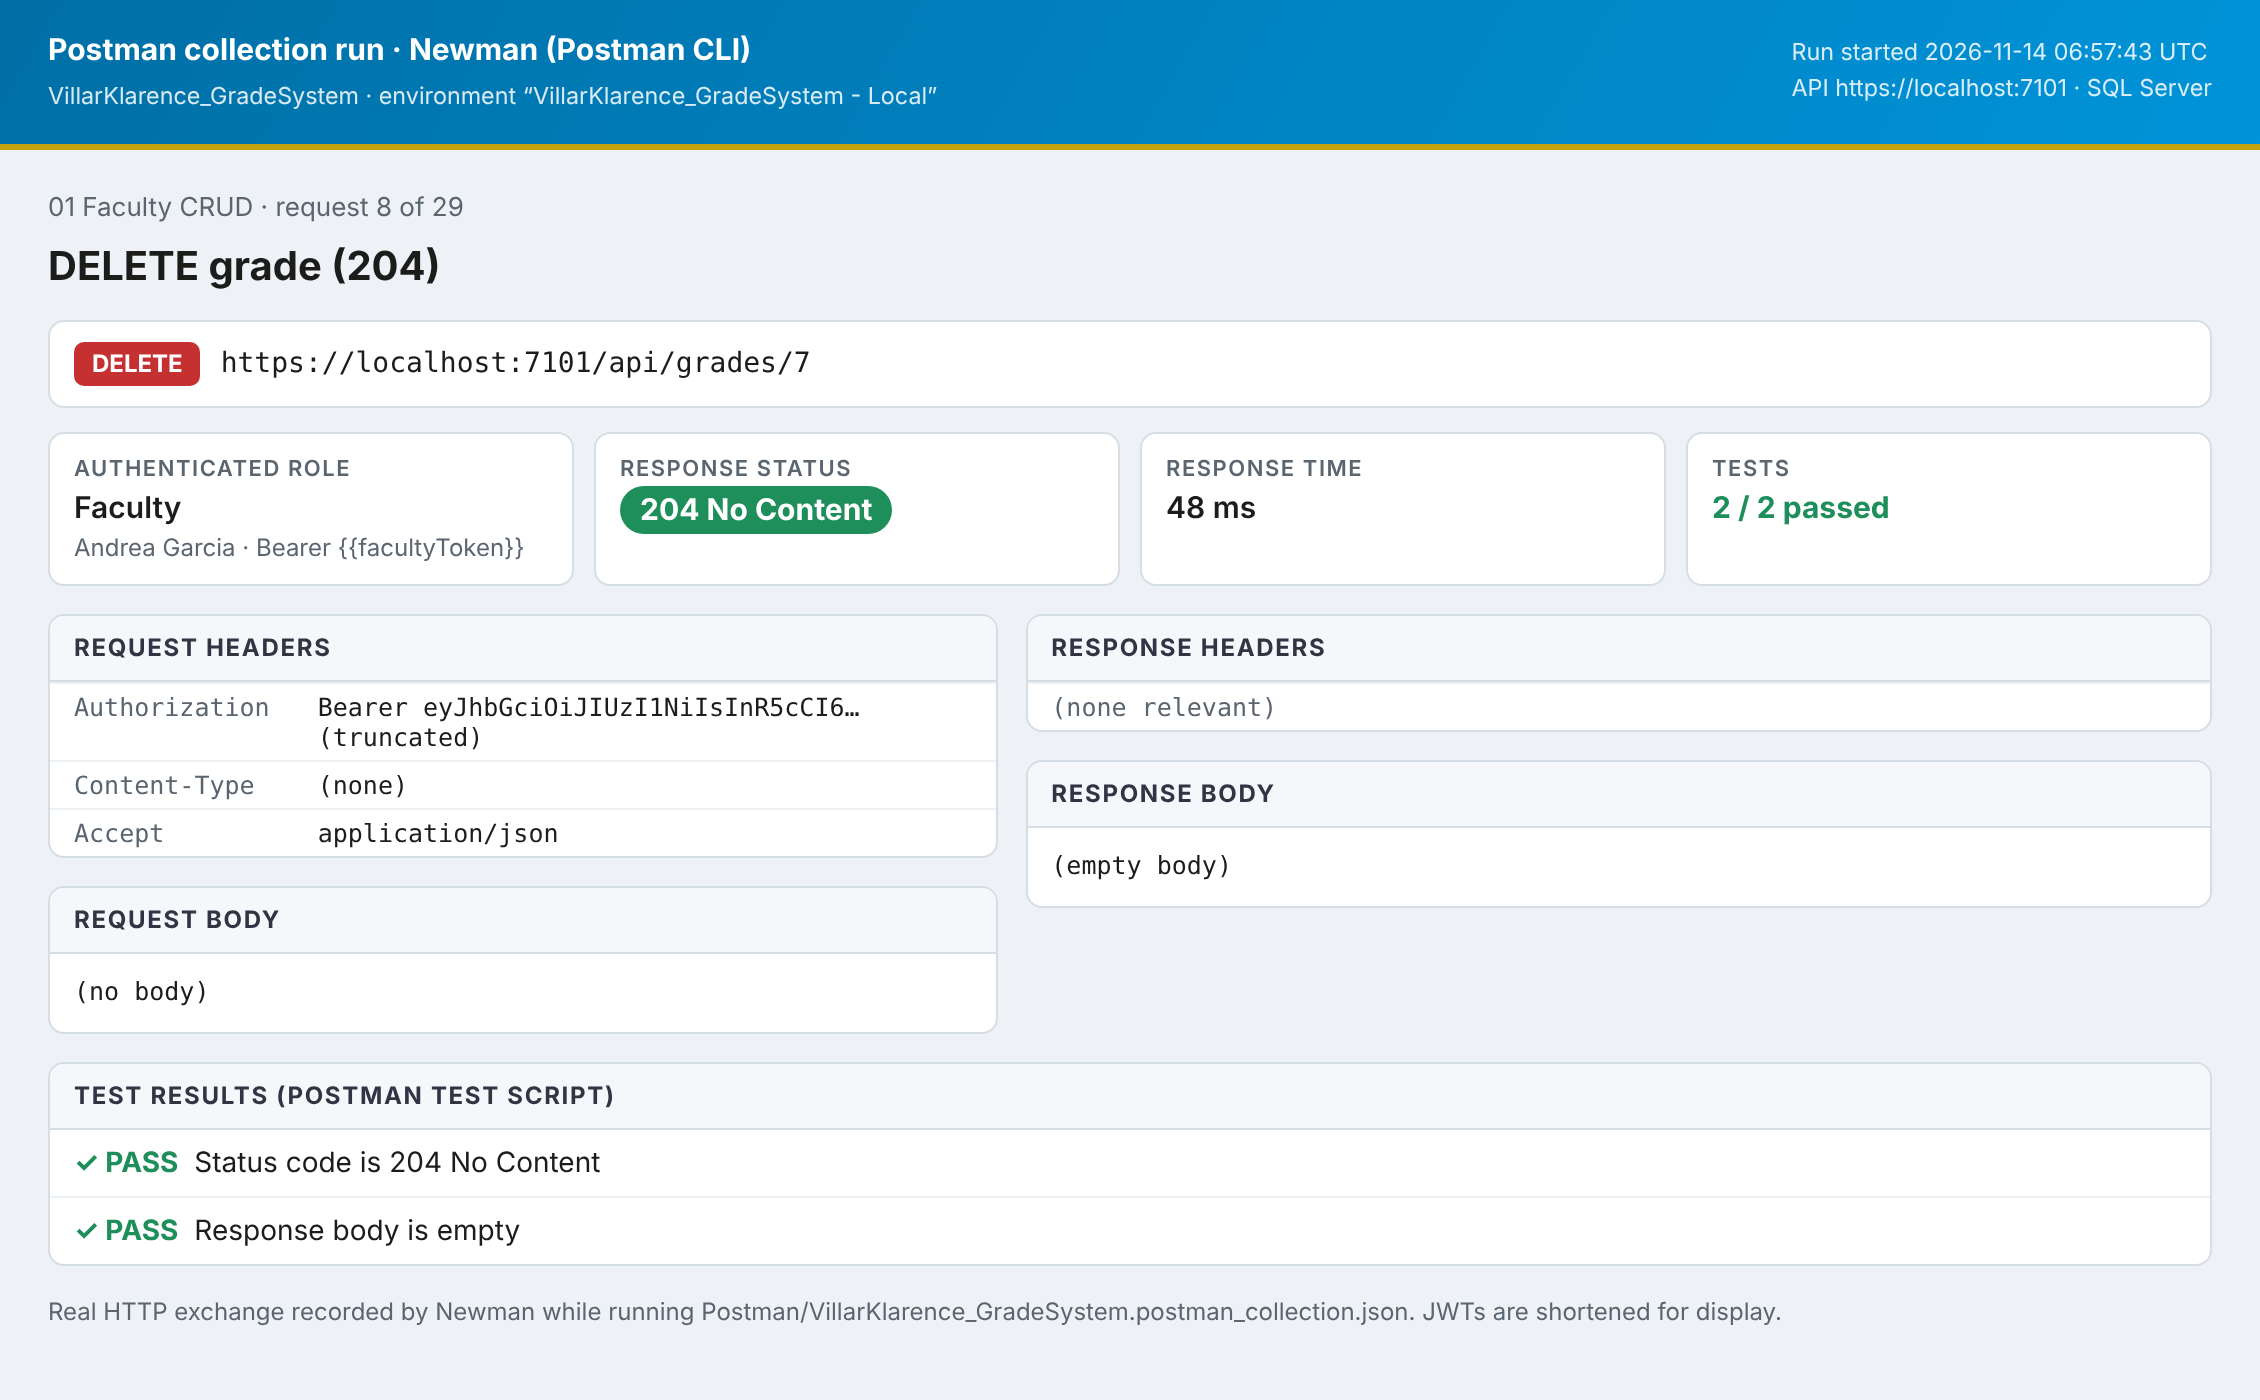 Postman collection run · Newman (Postman CLI)
VillarKlarence_GradeSystem · environment “VillarKlarence_GradeSystem - Local”
Run started 2026-11-14 06:57:43 UTC
API https://localhost:7101 · SQL Server
01 Faculty CRUD · request 8 of 29
DELETE grade (204)
DELETE https://localhost:7101/api/grades/7
AUTHENTICATED ROLE
Faculty
Andrea Garcia · Bearer {{facultyToken}}
RESPONSE STATUS
204 No Content
RESPONSE TIME
48 ms
TESTS
2 / 2 passed
REQUEST HEADERS
Authorization Bearer eyJhbGciOiJIUzI1NiIsInR5cCI6…
(truncated)
Content-Type (none)
Accept application/json
REQUEST BODY
(no body)
RESPONSE HEADERS
(none relevant)
RESPONSE BODY
(empty body)
TEST RESULTS (POSTMAN TEST SCRIPT)
✓ PASS Status code is 204 No Content
✓ PASS Response body is empty
Real HTTP exchange recorded by Newman while running Postman/VillarKlarence_GradeSystem.postman_collection.json. JWTs are shortened for display.